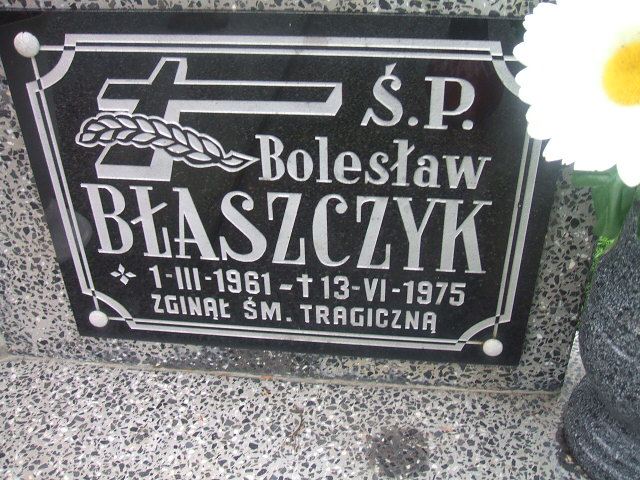 Ś.P.
Bolesław
BŁASZCZYK
1-III-1961 - † 13-VI-1975
ZGINĄŁ ŚM. TRAGICZNĄ